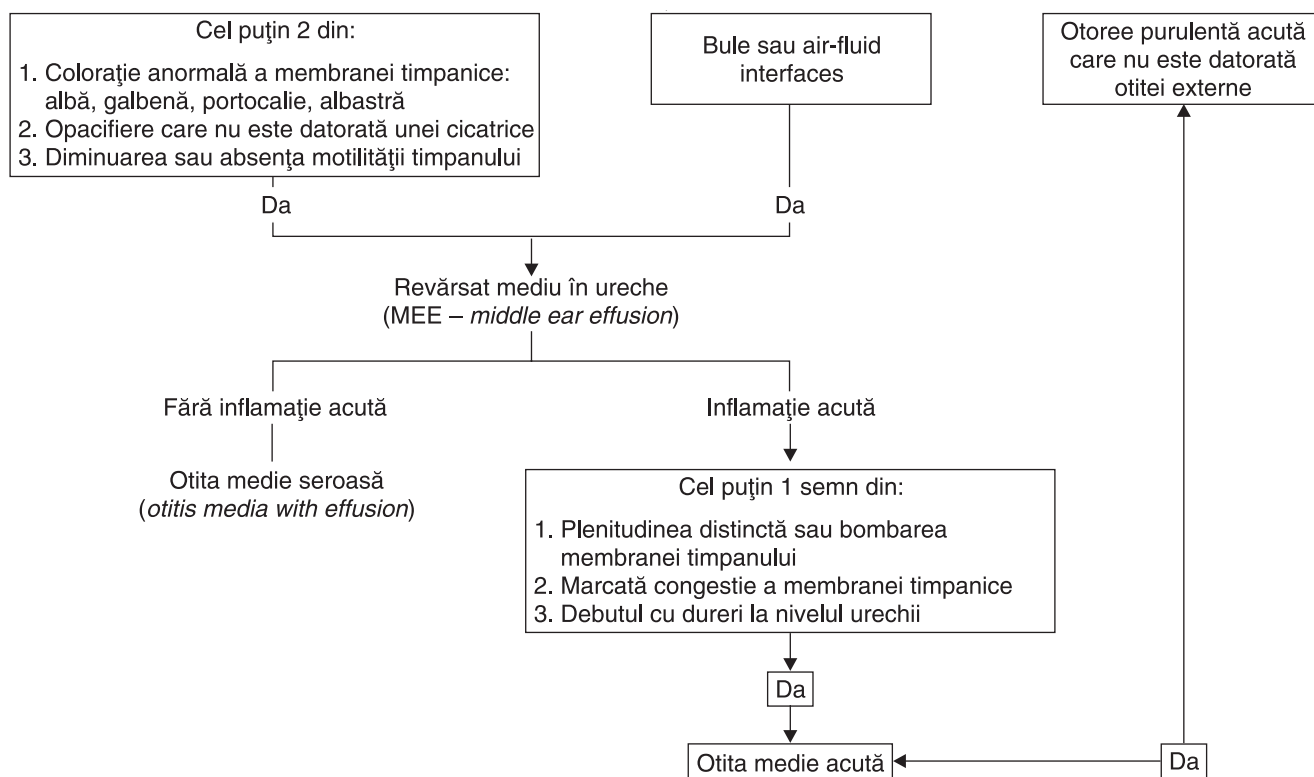 Cel puţin 2 din:
1. Coloraţie anormală a membranei timpanice:
albă, galbenă, portocalie, albastră
2. Opacifiere care nu este datorată unei cicatrice
3. Diminuarea sau absenţa motilităţii timpanului
Bule sau air-fluid
interfaces
Otoree purulentă acută
care nu este datorată
otitei externe
Da
Da
Revărsat mediu în ureche
(MEE – middle ear effusion)
Fără inflamaţie acută
Inflamaţie acută
Otita medie seroasă
(otitis media with effusion)
Cel puţin 1 semn din:
1. Plenitudinea distinctă sau bombarea
membranei timpanului
2. Marcată congestie a membranei timpanice
3. Debutul cu dureri la nivelul urechii
Da
Otita medie acută
Da